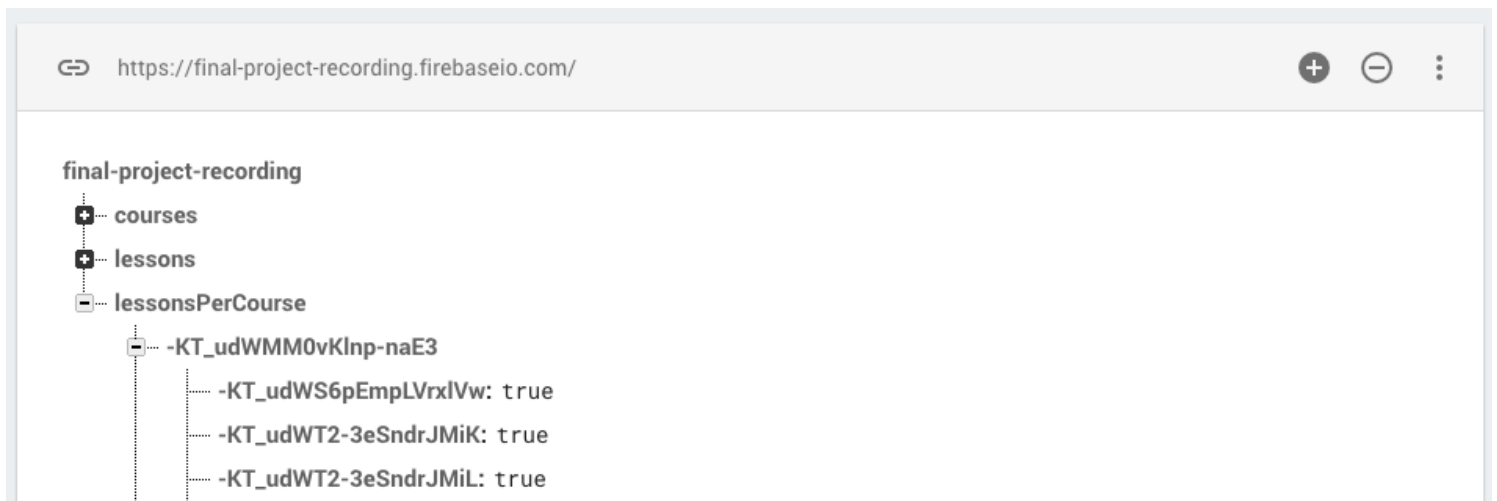 https://final-project-recording.firebaseio.com/
final-project-recording
courses
lessons
lessonsPerCourse
-KT_udWMM0vKlnp-naE3
-KT_udWS6pEmpLVrxlVw: true
-KT_udWT2-3eSndrJMiK: true
-KT_udWT2-3eSndrJMiL: true